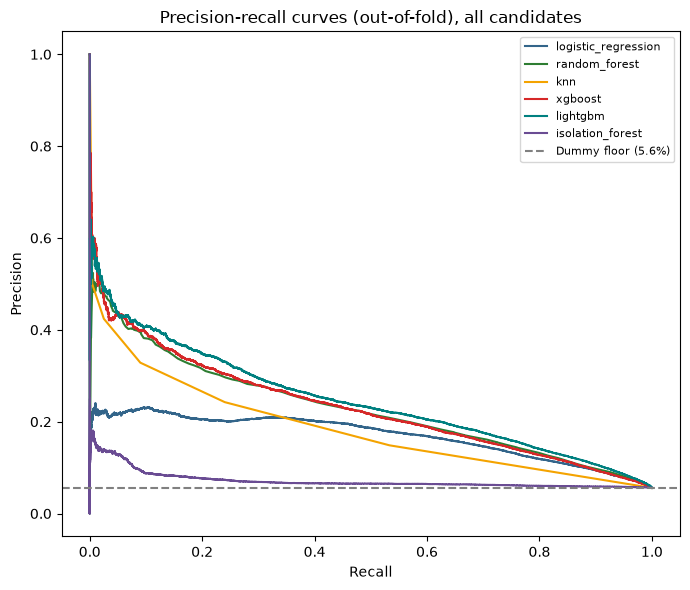 Precision-recall curves (out-of-fold), all candidates
logistic_regression
random_forest
knn
xgboost
lightgbm
isolation_forest
Dummy floor (5.6%)
Precision
1.0
0.8
0.6
0.4
0.2
0.0
0.0 0.2 0.4 0.6 0.8 1.0
Recall